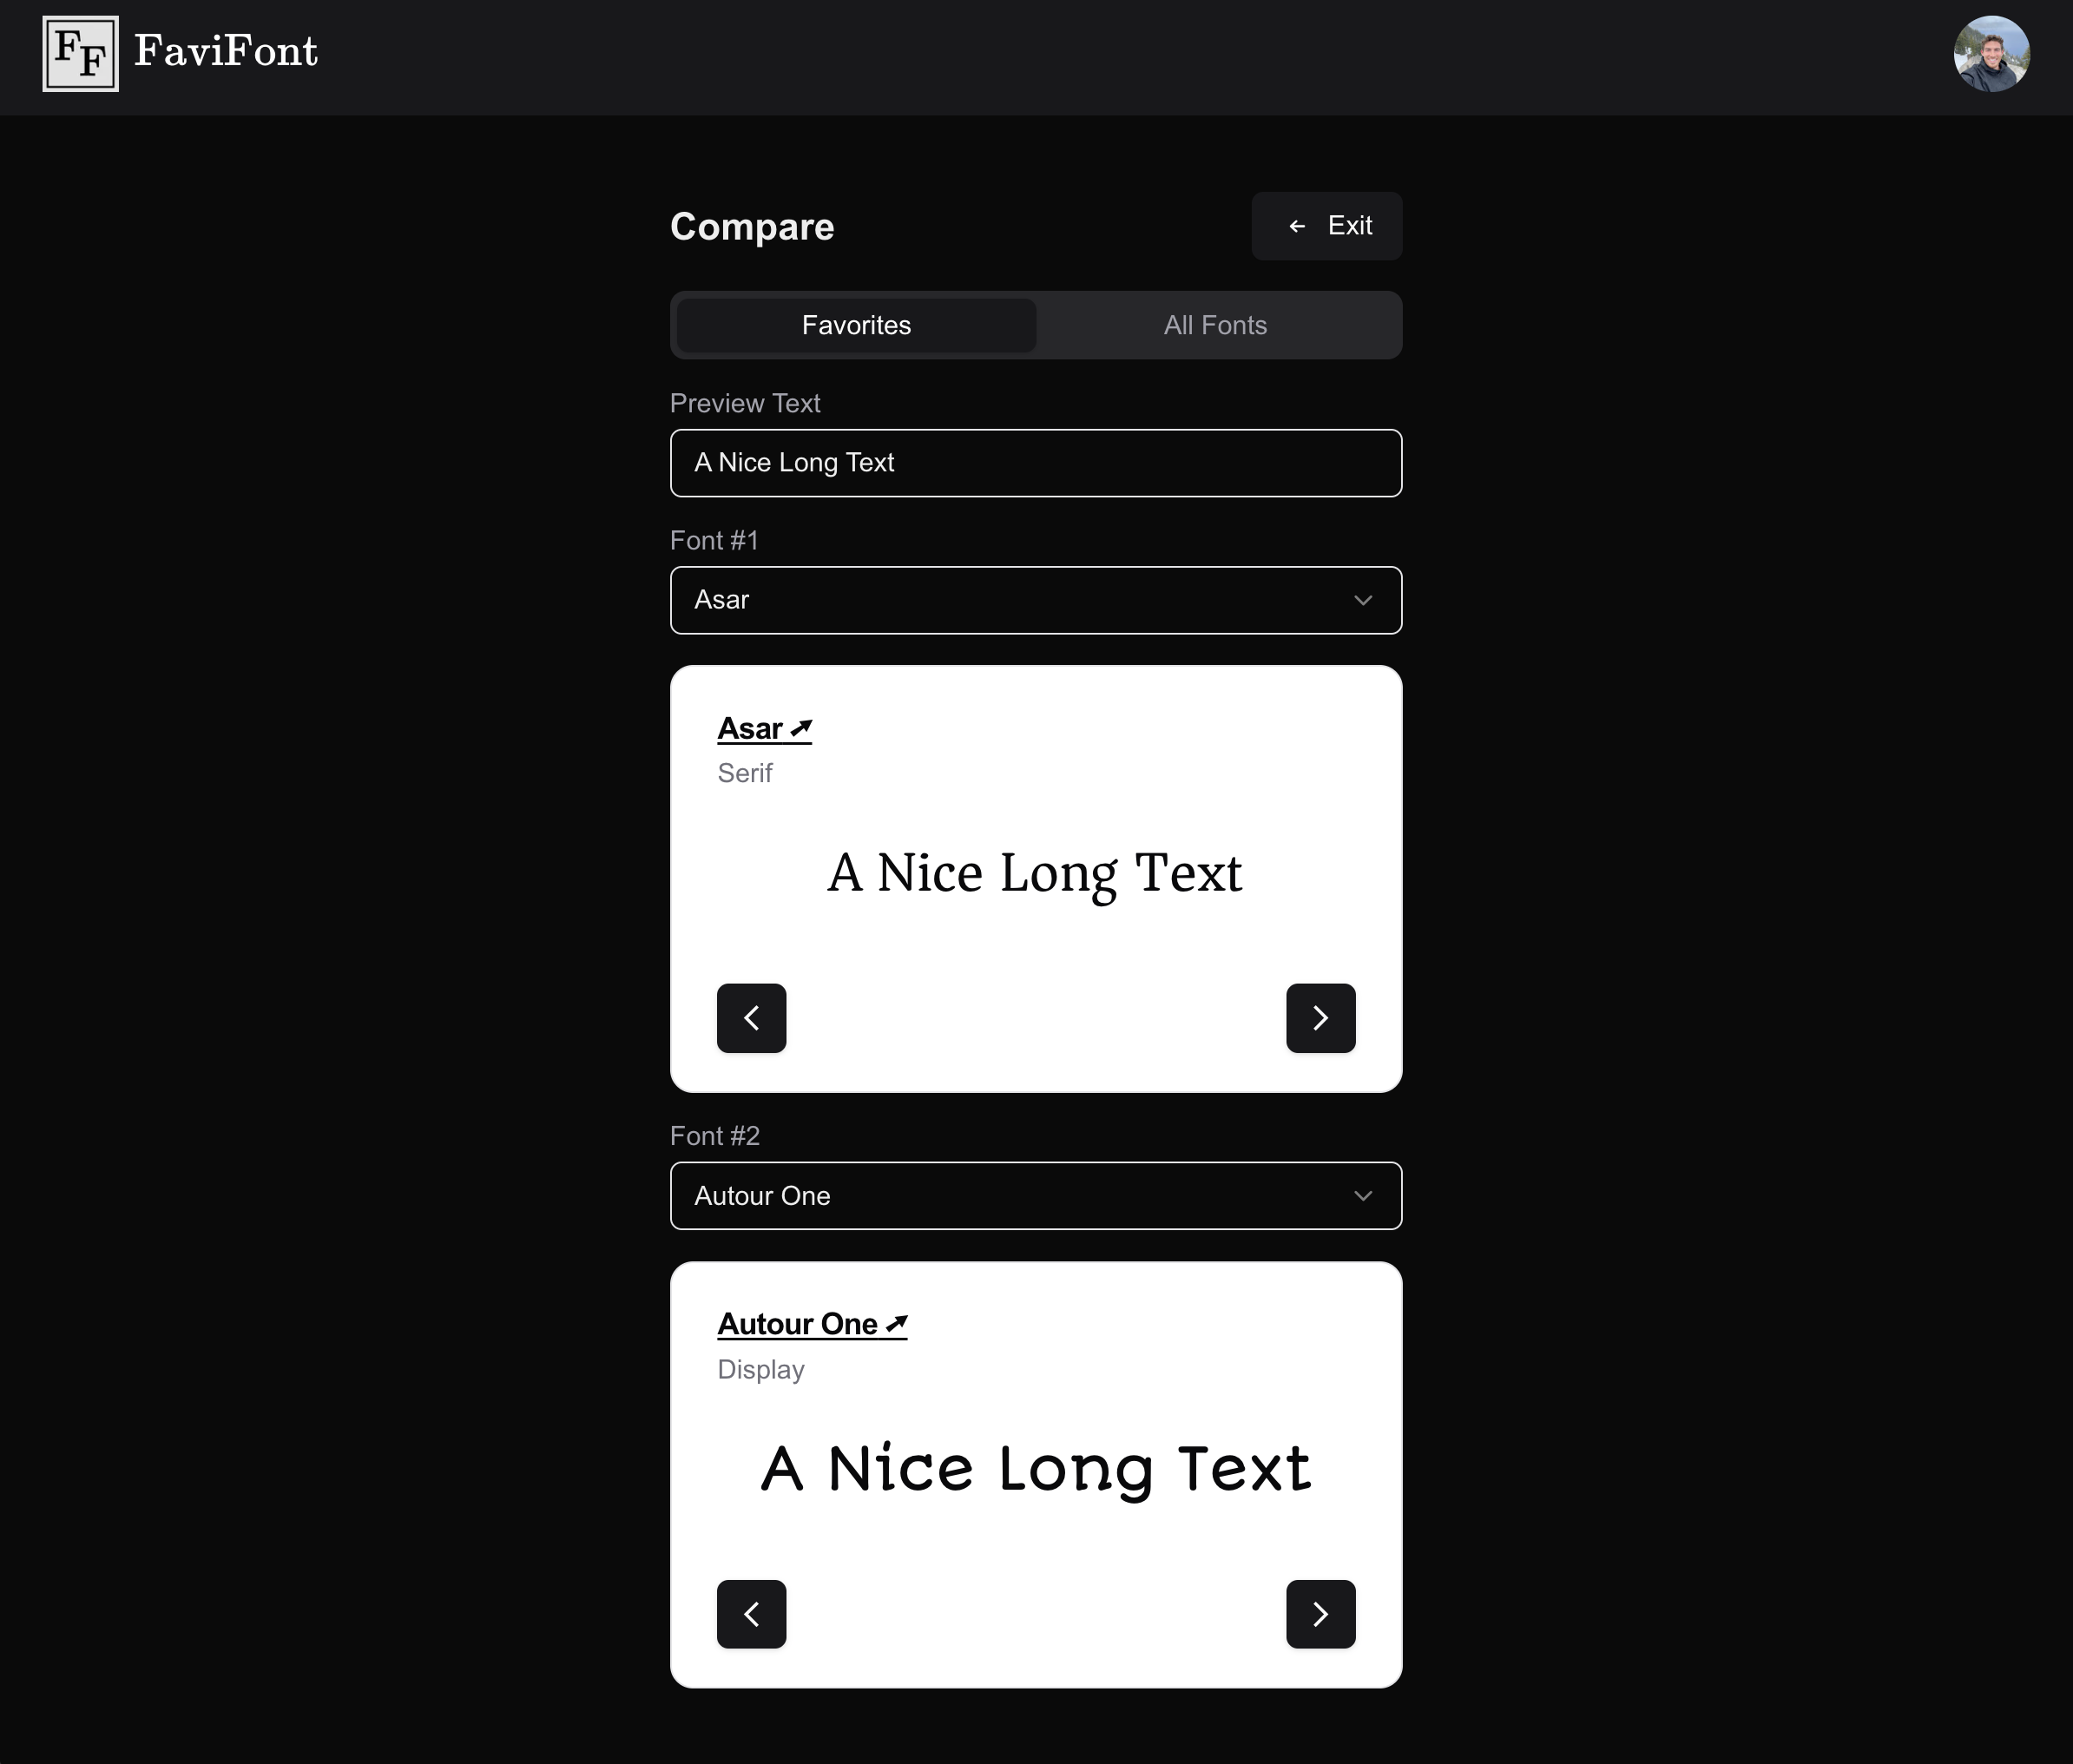 FF FaviFont
Compare
← Exit
Favorites
All Fonts
Preview Text
A Nice Long Text
Font #1
Asar
Asar
Serif
A Nice Long Text
Font #2
Autour One
Autour One
Display
A Nice Long Text